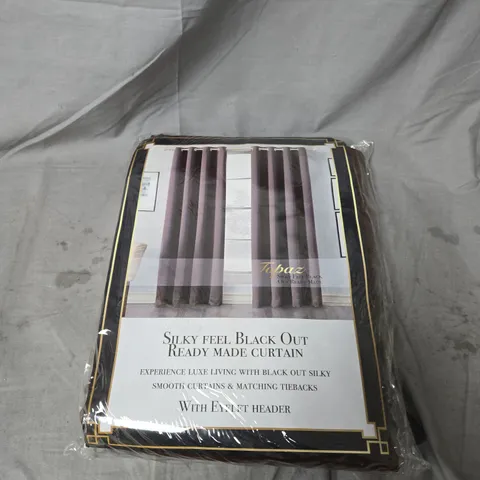 Topaz
SILKY FEEL BLACK OUT
READY MADE CURTAIN
EXPERIENCE LUXE LIVING WITH BLACK OUT SILKY
SMOOTH CURTAINS & MATCHING TIEBACKS
WITH EYELET HEADER